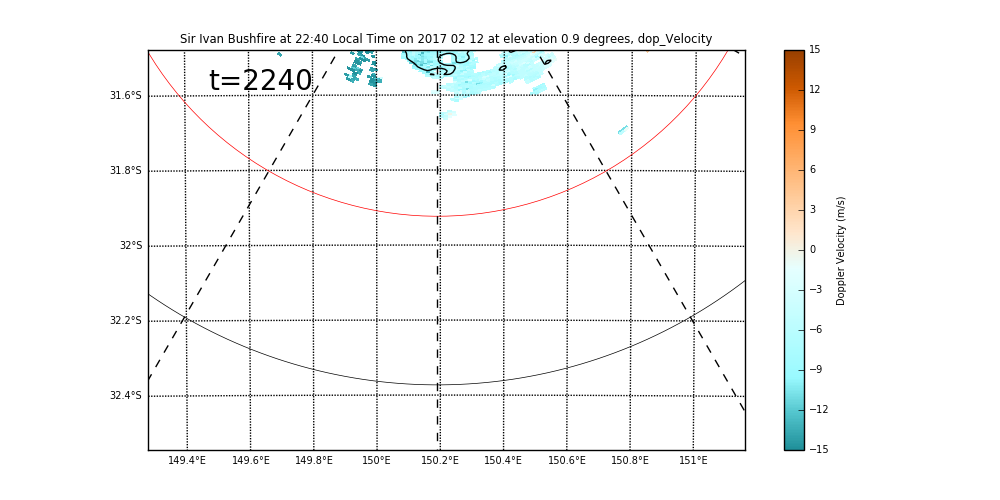 Sir Ivan Bushfire at 22:40 Local Time on 2017 02 12 at elevation 0.9 degrees, dop_Velocity
t=2240
31.6°S
31.8°S
32°S
32.2°S
32.4°S
149.4°E 149.6°E 149.8°E 150°E 150.2°E 150.4°E 150.6°E 150.8°E 151°E
15
12
9
6
3
0
−3
−6
−9
−12
−15
Doppler Velocity (m/s)